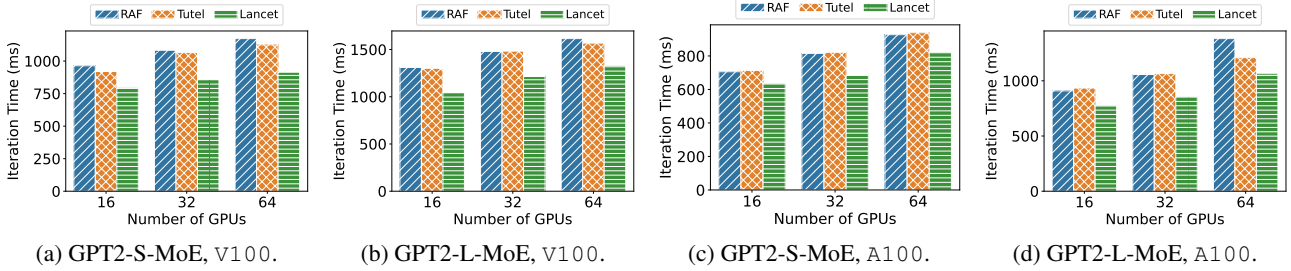 RAF Tutel Lancet
Iteration Time (ms)
1000
750
500
250
0
16 32 64
Number of GPUs
(a) GPT2-S-MoE, V100.
RAF Tutel Lancet
Iteration Time (ms)
1500
1000
500
0
16 32 64
Number of GPUs
(b) GPT2-L-MoE, V100.
RAF Tutel Lancet
Iteration Time (ms)
800
600
400
200
0
16 32 64
Number of GPUs
(c) GPT2-S-MoE, A100.
RAF Tutel Lancet
Iteration Time (ms)
1000
500
0
16 32 64
Number of GPUs
(d) GPT2-L-MoE, A100.